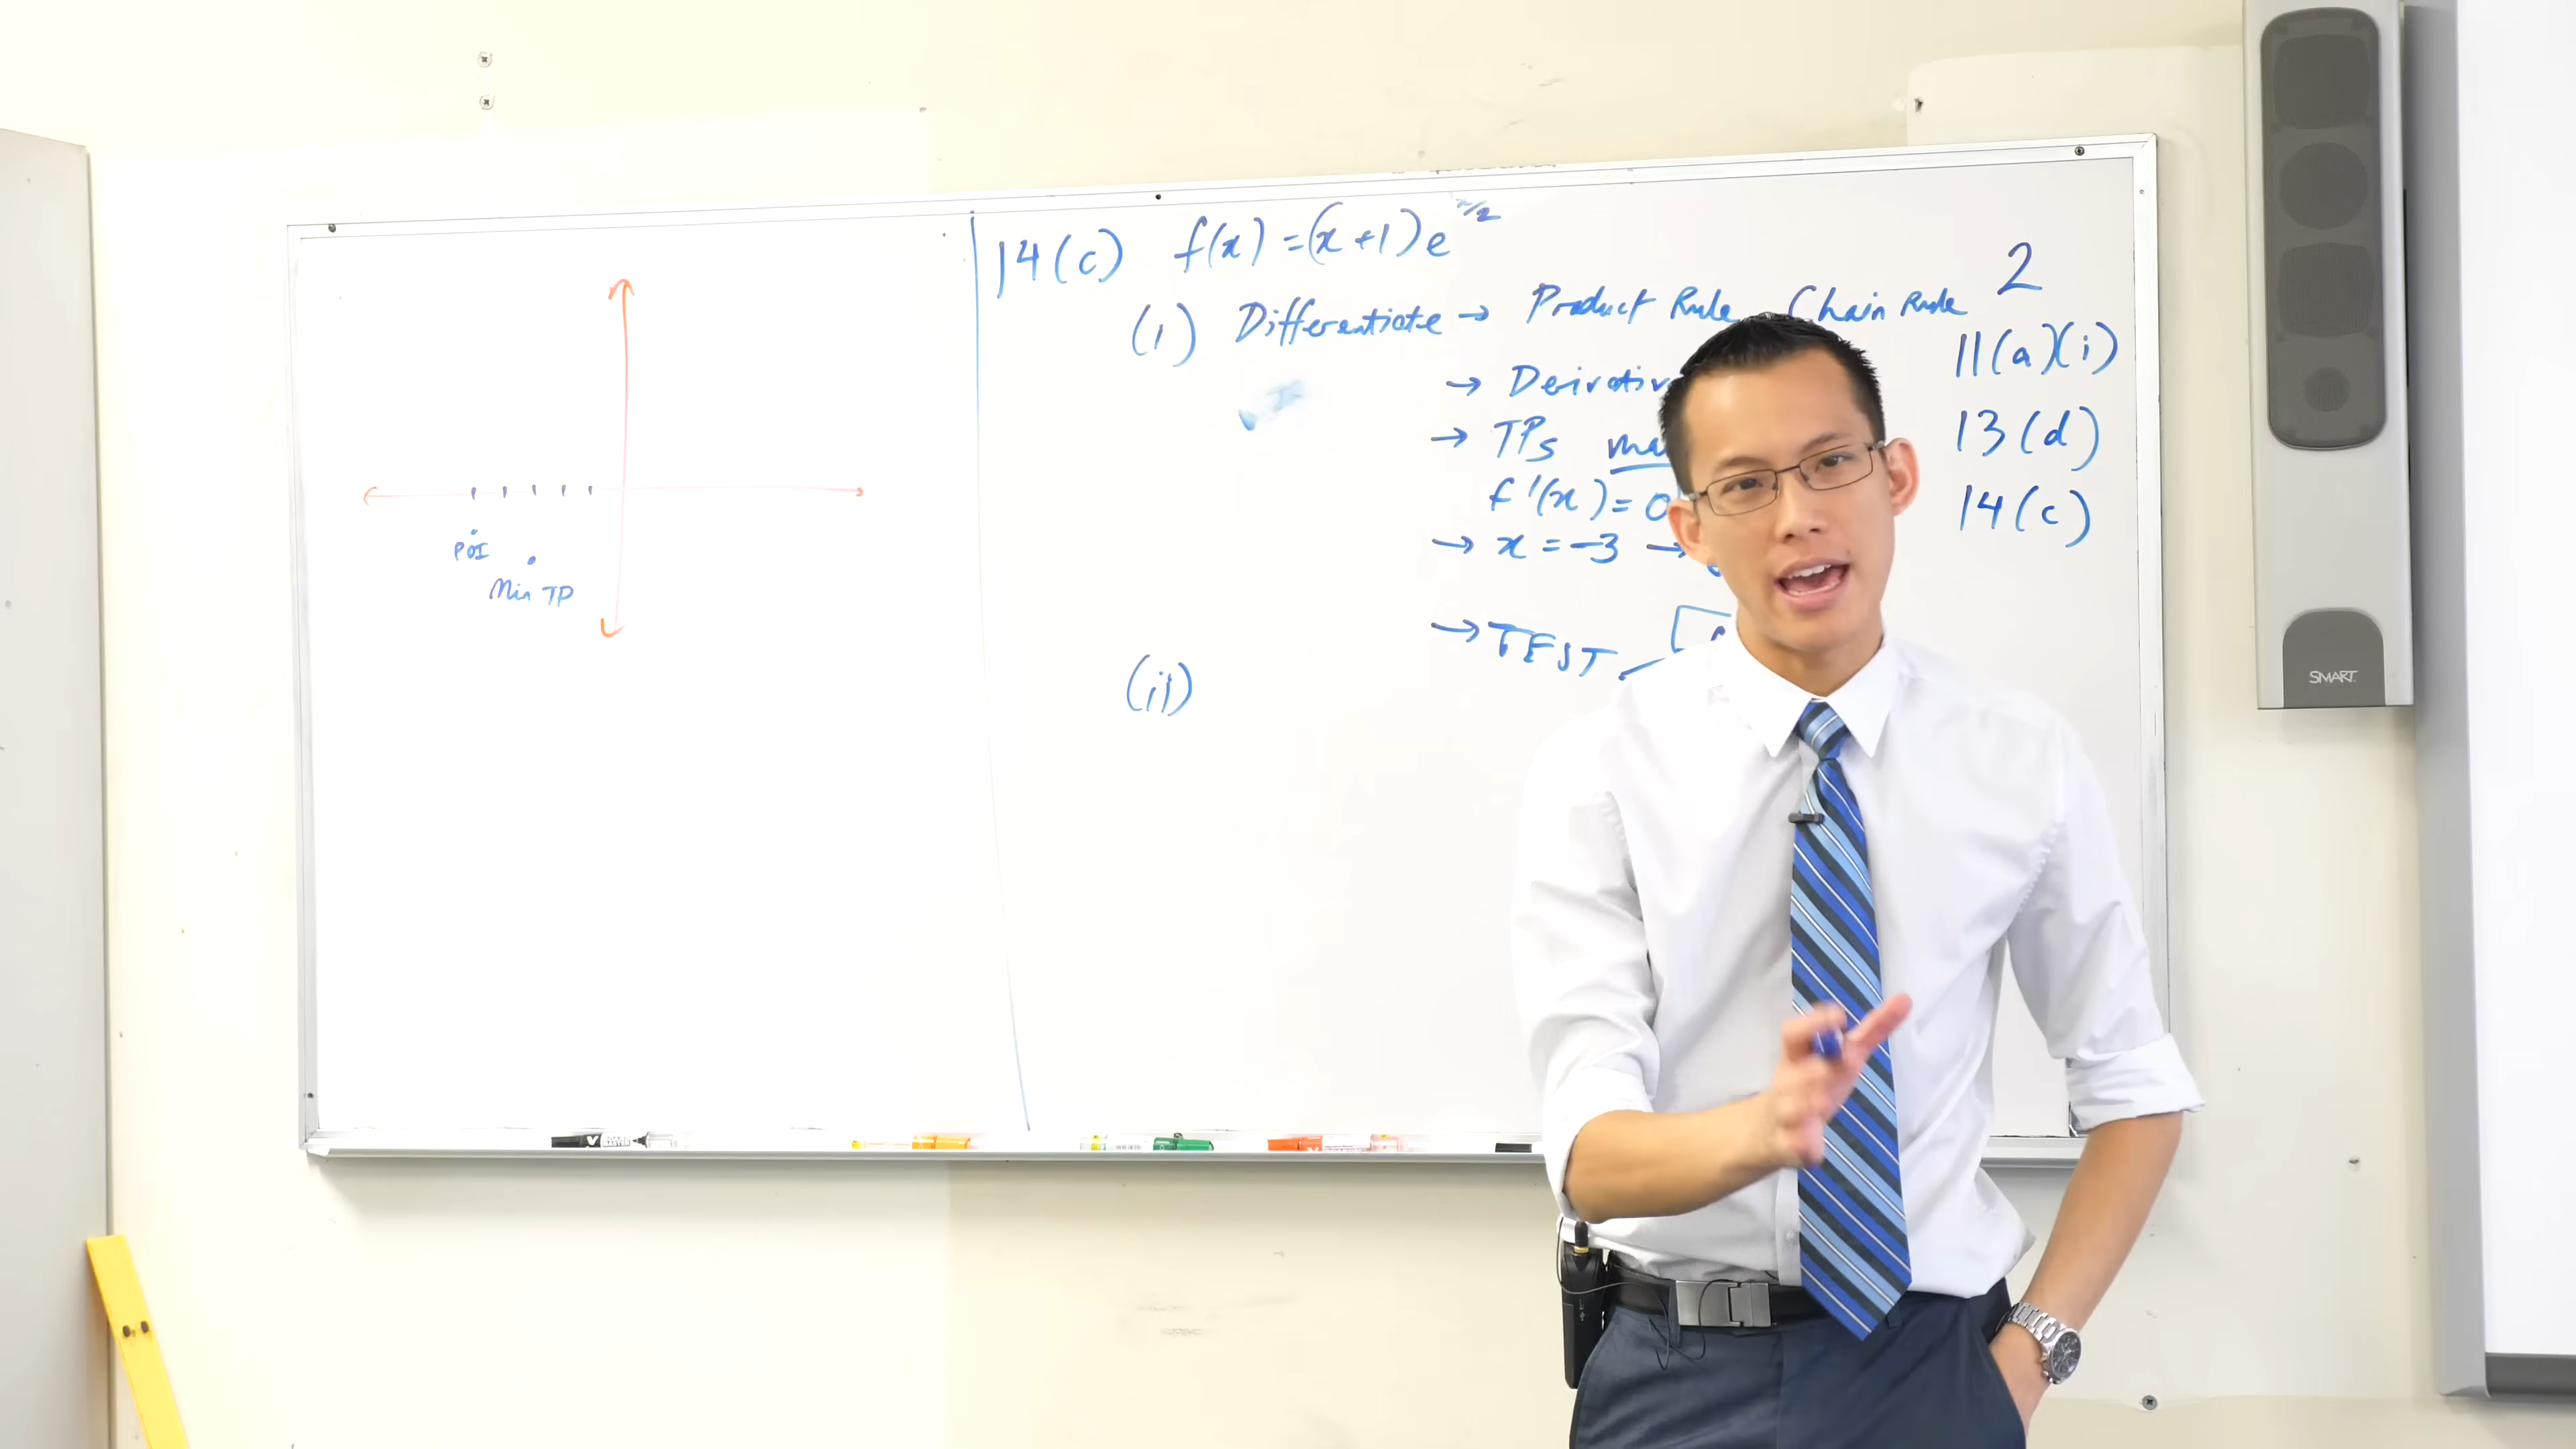 14(c) f(x) = (x+1)e^x/2
2
(i) Differentiate → Product Rule Chain Rule
11(a)(i)
→ Derivativ
13(d)
→ TPs
f'(x) = 0
14(c)
→ x = -3 →
→ TEST
(ii)
POI
Min TP
SMART